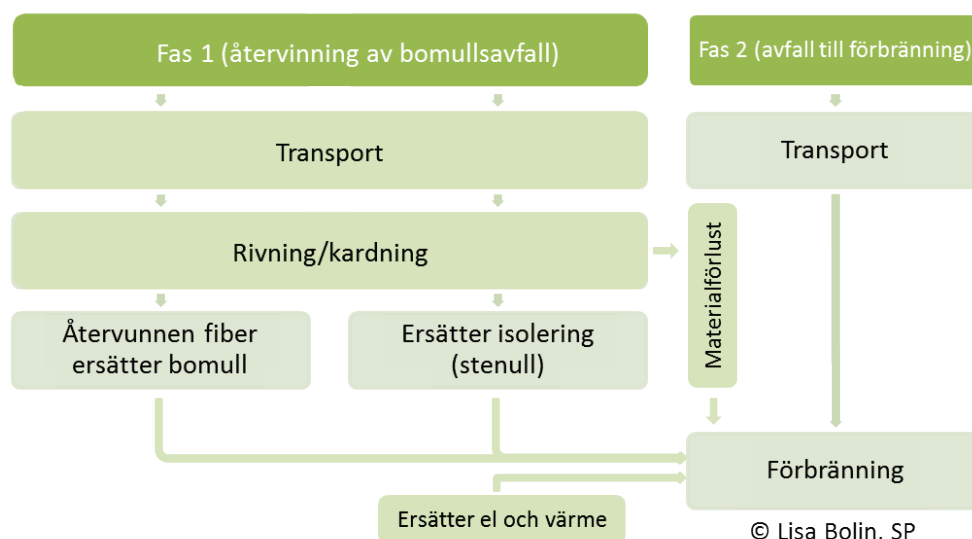 Fas 1 (återvinning av bomullsavfall)
Fas 2 (avfall till förbränning)
Transport
Transport
Rivning/kardning
Materialförlust
Återvunnen fiber
ersätter bomull
Ersätter isolering
(stenull)
Förbränning
Ersätter el och värme
© Lisa Bolin, SP